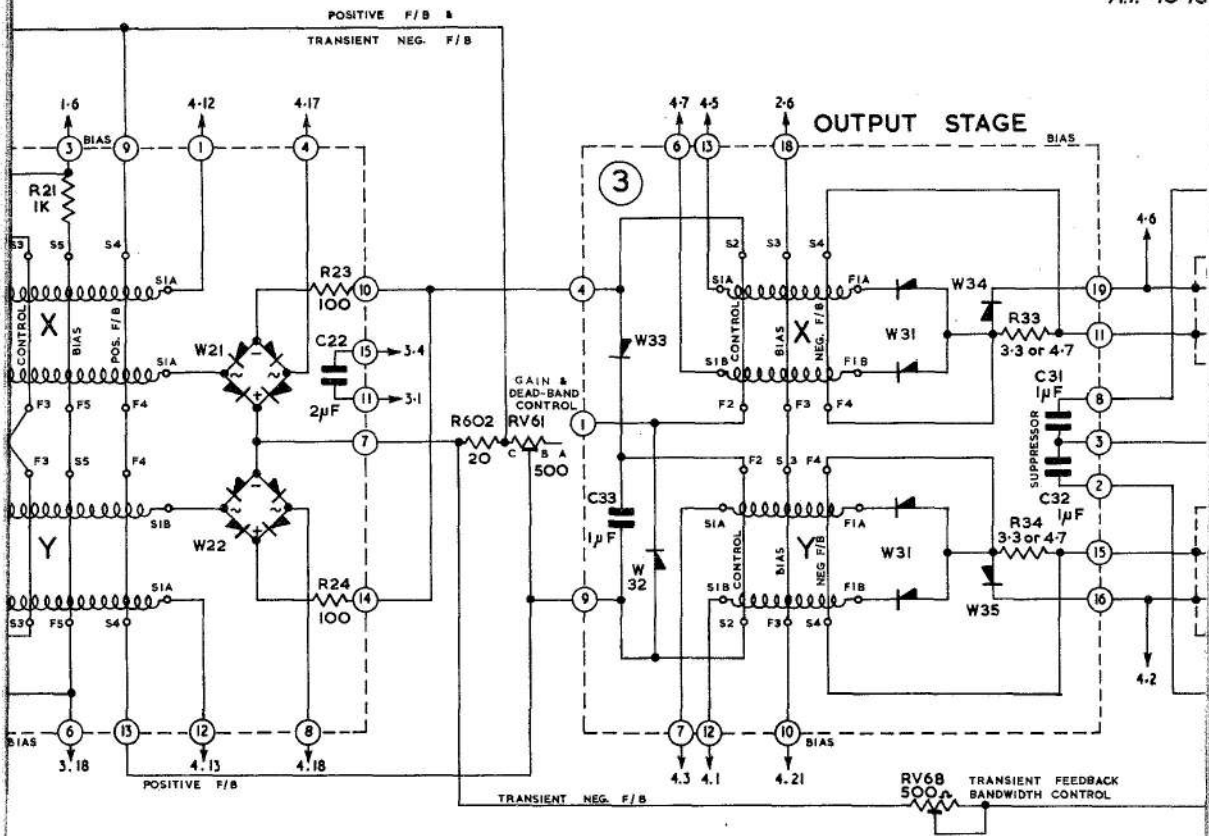 POSITIVE F/B &
TRANSIENT NEG. F/B
1·6
4·12
4·17
4·7
4·5
2·6
OUTPUT STAGE
3
BIAS
9
1
4
6
13
18
BIAS
3
R21
1K
S3
S5
S4
S2
S3
S4
4·6
S1A
R23
100
10
4
S1A
F1A
W34
19
CONTROL
X
BIAS
POS. F/B
W21
C22
15
3·4
W33
CONTROL
BIAS
X
NEG. F/B
W31
R33
3·3 or 4·7
11
S1A
2µF
11
3·1
S1B
F1B
C31
1µF
8
GAIN &
DEAD-BAND
CONTROL
F3
F5
F4
F2
F3
F4
R602
20
RV61
C B A
500
1
7
SUPPRESSOR
3
F3
S5
F4
F2
S3
F4
2
C32
1µF
S1B
C33
1µF
S1A
F1A
R34
3·3 or 4·7
Y
W22
W
32
CONTROL
BIAS
Y
NEG F/B
W31
15
S1A
R24
100
14
9
S1B
F1B
W35
16
S3
F5
S4
S2
F3
S4
4·2
BIAS
6
13
12
8
7
12
10
BIAS
3.18
4.13
4.18
4.3
4.1
4.21
POSITIVE F/B
TRANSIENT NEG. F/B
RV68
500Ω
TRANSIENT FEEDBACK
BANDWIDTH CONTROL